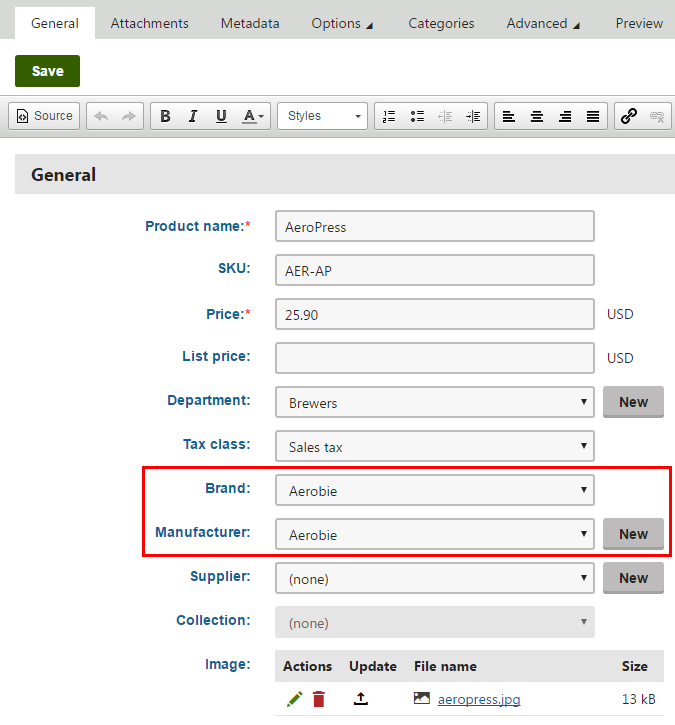 General Attachments Metadata Options Categories Advanced Preview
Save
Source B I U A Styles
General
Product name:* AeroPress
SKU: AER-AP
Price:* 25.90 USD
List price: USD
Department: Brewers New
Tax class: Sales tax
Brand: Aerobie
Manufacturer: Aerobie New
Supplier: (none) New
Collection: (none)
Image: Actions Update File name Size
aeropress.jpg 13 kB